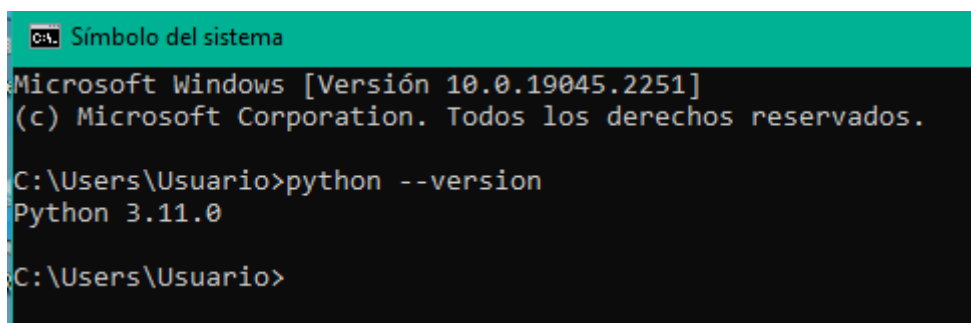 Símbolo del sistema
Microsoft Windows [Versión 10.0.19045.2251]
(c) Microsoft Corporation. Todos los derechos reservados.
C:\Users\Usuario>python --version
Python 3.11.0
C:\Users\Usuario>